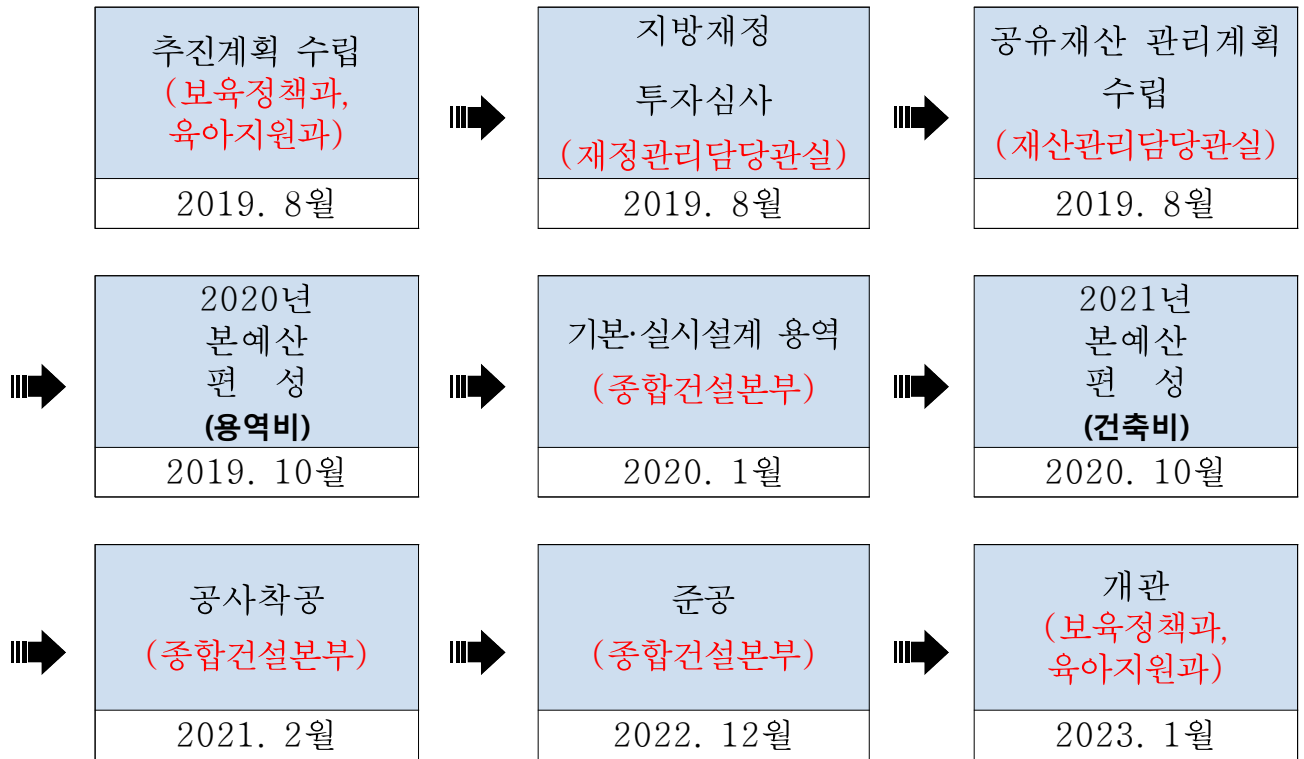 추진계획 수립
(보육정책과,
육아지원과)
2019. 8월
지방재정
투자심사
(재정관리담당관실)
2019. 8월
공유재산 관리계획
수립
(재산관리담당관실)
2019. 8월
2020년
본예산
편 성
(용역비)
2019. 10월
기본·실시설계 용역
(종합건설본부)
2020. 1월
2021년
본예산
편 성
(건축비)
2020. 10월
공사착공
(종합건설본부)
2021. 2월
준공
(종합건설본부)
2022. 12월
개관
(보육정책과,
육아지원과)
2023. 1월